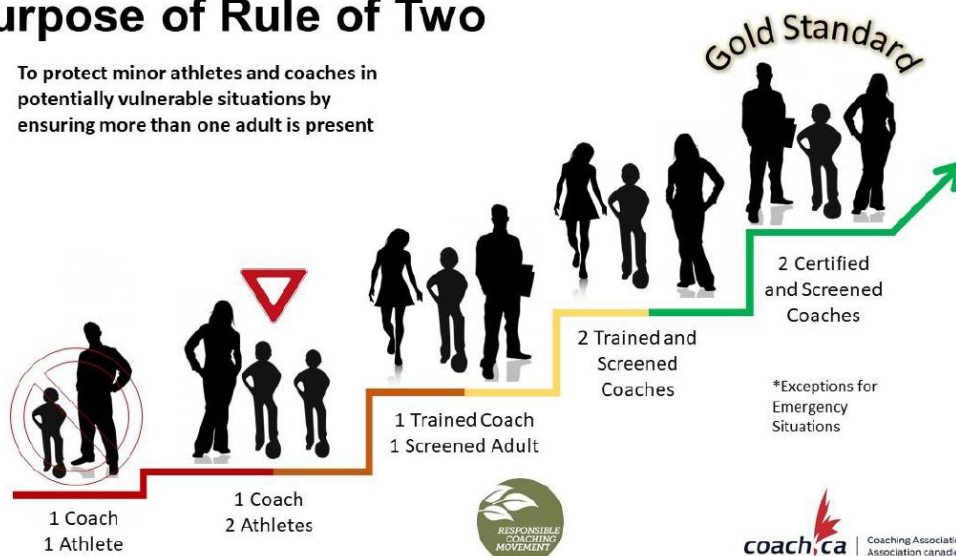 urpose of Rule of Two
To protect minor athletes and coaches in
potentially vulnerable situations by
ensuring more than one adult is present
Gold Standard
1 Coach
1 Athlete
1 Coach
2 Athletes
1 Trained Coach
1 Screened Adult
2 Trained and
Screened
Coaches
2 Certified
and Screened
Coaches
*Exceptions for
Emergency
Situations
RESPONSIBLE
COACHING
MOVEMENT
coach.ca
Coaching Associati
Association canadie